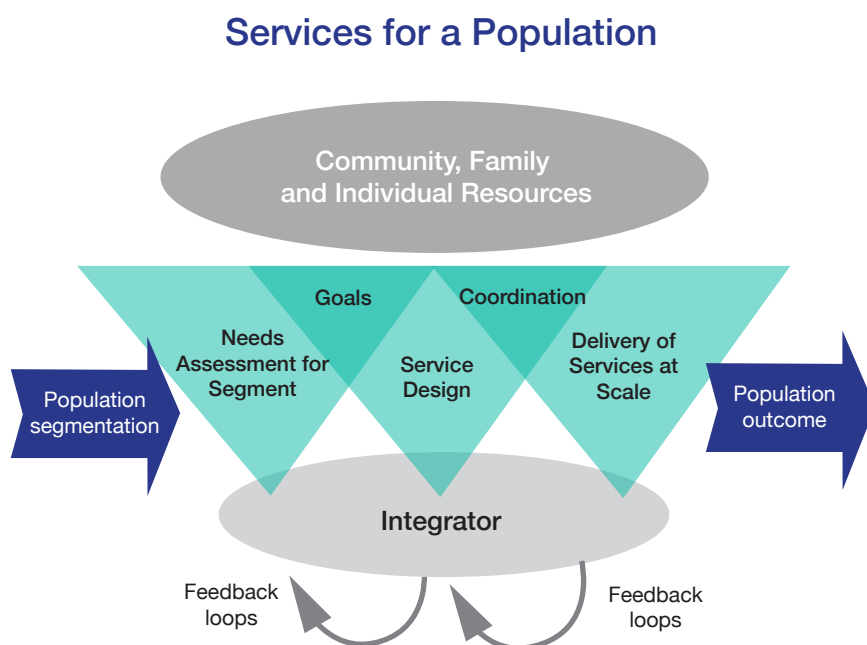 Services for a Population
Community, Family
and Individual Resources
Goals
Coordination
Needs
Assessment for
Segment
Service
Design
Delivery of
Services at
Scale
Population
segmentation
Population
outcome
Integrator
Feedback
loops
Feedback
loops